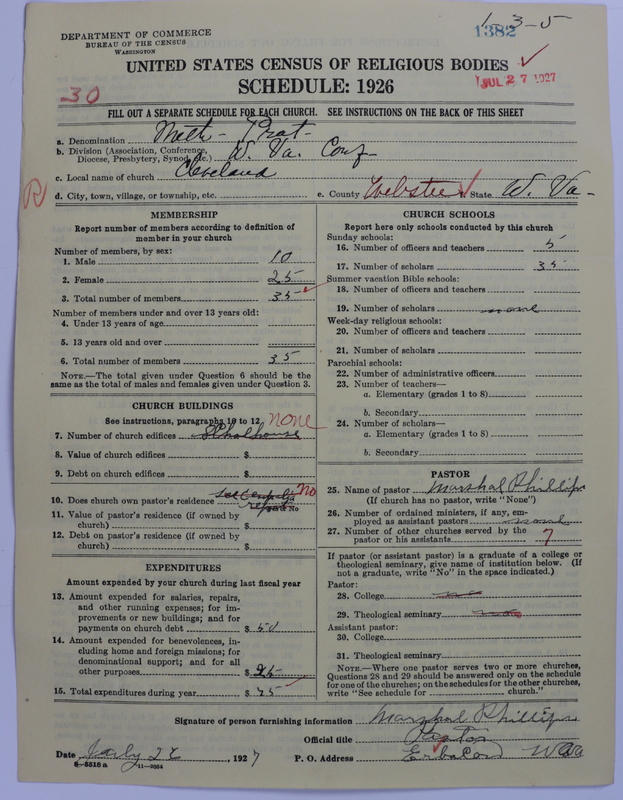 1-3-5
DEPARTMENT OF COMMERCE
BUREAU OF THE CENSUS
WASHINGTON
1382
UNITED STATES CENSUS OF RELIGIOUS BODIES
JUL 27 1927
SCHEDULE: 1926
30
FILL OUT A SEPARATE SCHEDULE FOR EACH CHURCH. SEE INSTRUCTIONS ON THE BACK OF THIS SHEET
a. Denomination Meth - Prot -
b. Division (Association, Conference, Diocese, Presbytery, Synod, etc.) W. Va. Conf
c. Local name of church Cleveland
d. City, town, village, or township, etc. e. County Webster State W. Va -
R
MEMBERSHIP
Report number of members according to definition of
member in your church
Number of members, by sex:
1. Male 10
2. Female 25
3. Total number of members 35
Number of members under and over 13 years old:
4. Under 13 years of age
5. 13 years old and over
6. Total number of members 35
NOTE.—The total given under Question 6 should be
same as the total of males and females given under Question 3.
CHURCH BUILDINGS
See instructions, paragraphs 10 to 12
none
7. Number of church edifices Schoolhouse
8. Value of church edifices $
9. Debt on church edifices $
10. Does church own pastor's residence No
Yes or No
11. Value of pastor's residence (if owned by
church) $
12. Debt on pastor's residence (if owned by
church) $
EXPENDITURES
Amount expended by your church during last fiscal year
13. Amount expended for salaries, repairs,
and other running expenses; for im-
provements or new buildings; and for
payments on church debt $ 50
14. Amount expended for benevolences, in-
cluding home and foreign missions; for
denominational support; and for all
other purposes $ 25
15. Total expenditures during year $ 75
CHURCH SCHOOLS
Report here only schools conducted by this church
Sunday schools:
16. Number of officers and teachers 5
17. Number of scholars 35
Summer vacation Bible schools:
18. Number of officers and teachers
19. Number of scholars none
Week-day religious schools:
20. Number of officers and teachers
21. Number of scholars
Parochial schools:
22. Number of administrative officers
23. Number of teachers—
a. Elementary (grades 1 to 8)
b. Secondary
24. Number of scholars—
a. Elementary (grades 1 to 8)
b. Secondary
PASTOR
25. Name of pastor Marshal Phillips
(If church has no pastor, write "None")
26. Number of ordained ministers, if any, em-
ployed as assistant pastors none
27. Number of other churches served by the
pastor or his assistants 7
If pastor (or assistant pastor) is a graduate of a college or
theological seminary, give name of institution below. (If
not a graduate, write "No" in the space indicated.)
Pastor:
28. College no
29. Theological seminary no
Assistant pastor:
30. College
31. Theological seminary
NOTE.—Where one pastor serves two or more churches,
Questions 28 and 29 should be answered only on the schedule
for one of the churches; on the schedules for the other churches,
write "See schedule for church."
Signature of person furnishing information Marshal Phillips
Official title Pastor
Date July 26, 1927 P. O. Address Erbacon W Va
8-5518 a 11-9554